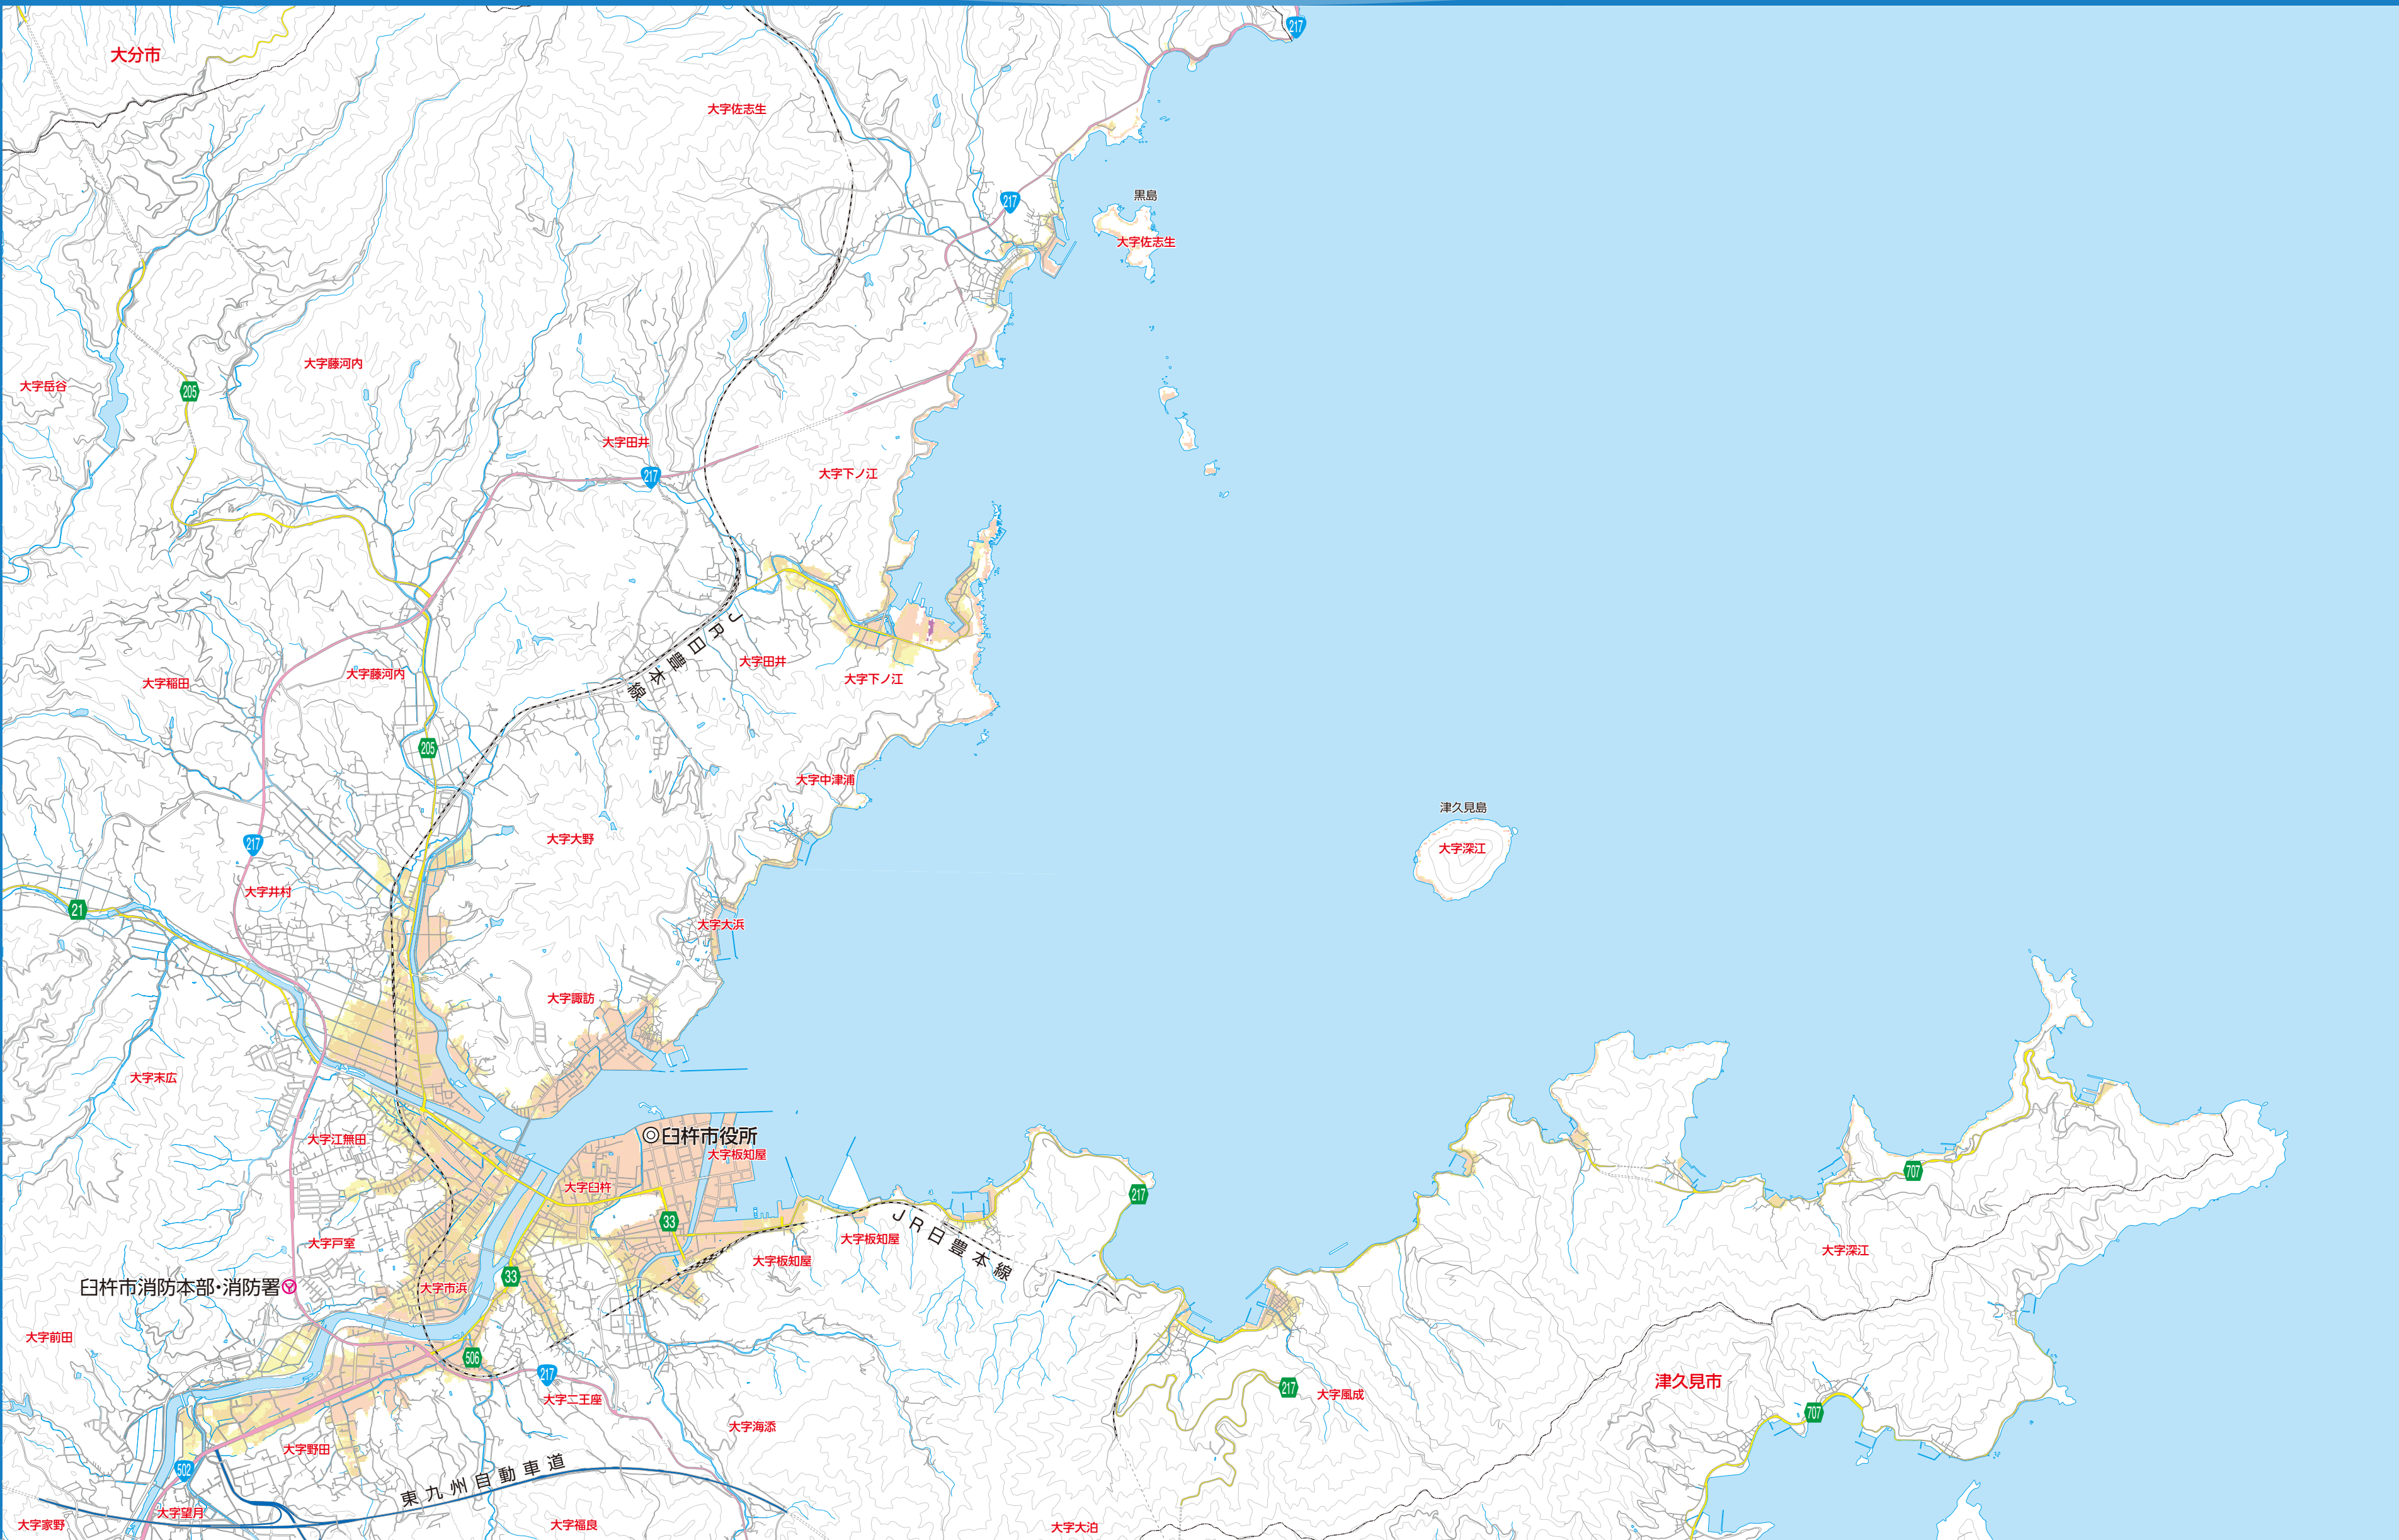 217
大分市
大字佐志生
黒島
217
大字佐志生
大字藤河内
大字岳谷
205
大字田井
217
大字下ノ江
JR日豊本線
大字田井
大字藤河内
大字下ノ江
大字稲田
205
大字中津浦
津久見島
大字大野
217
大字深江
大字井村
21
大字大浜
大字諏訪
大字末広
臼杵市役所
大字江無田
大字板知屋
707
大字臼杵
217
33
JR日豊本線
大字板知屋
大字戸室
大字深江
大字板知屋
33
臼杵市消防本部・消防署
大字市浜
大字前田
506
217
津久見市
217
大字風成
大字二王座
707
大字海添
大字野田
502
東九州自動車道
大字望月
大字家野
大字福良
大字大泊